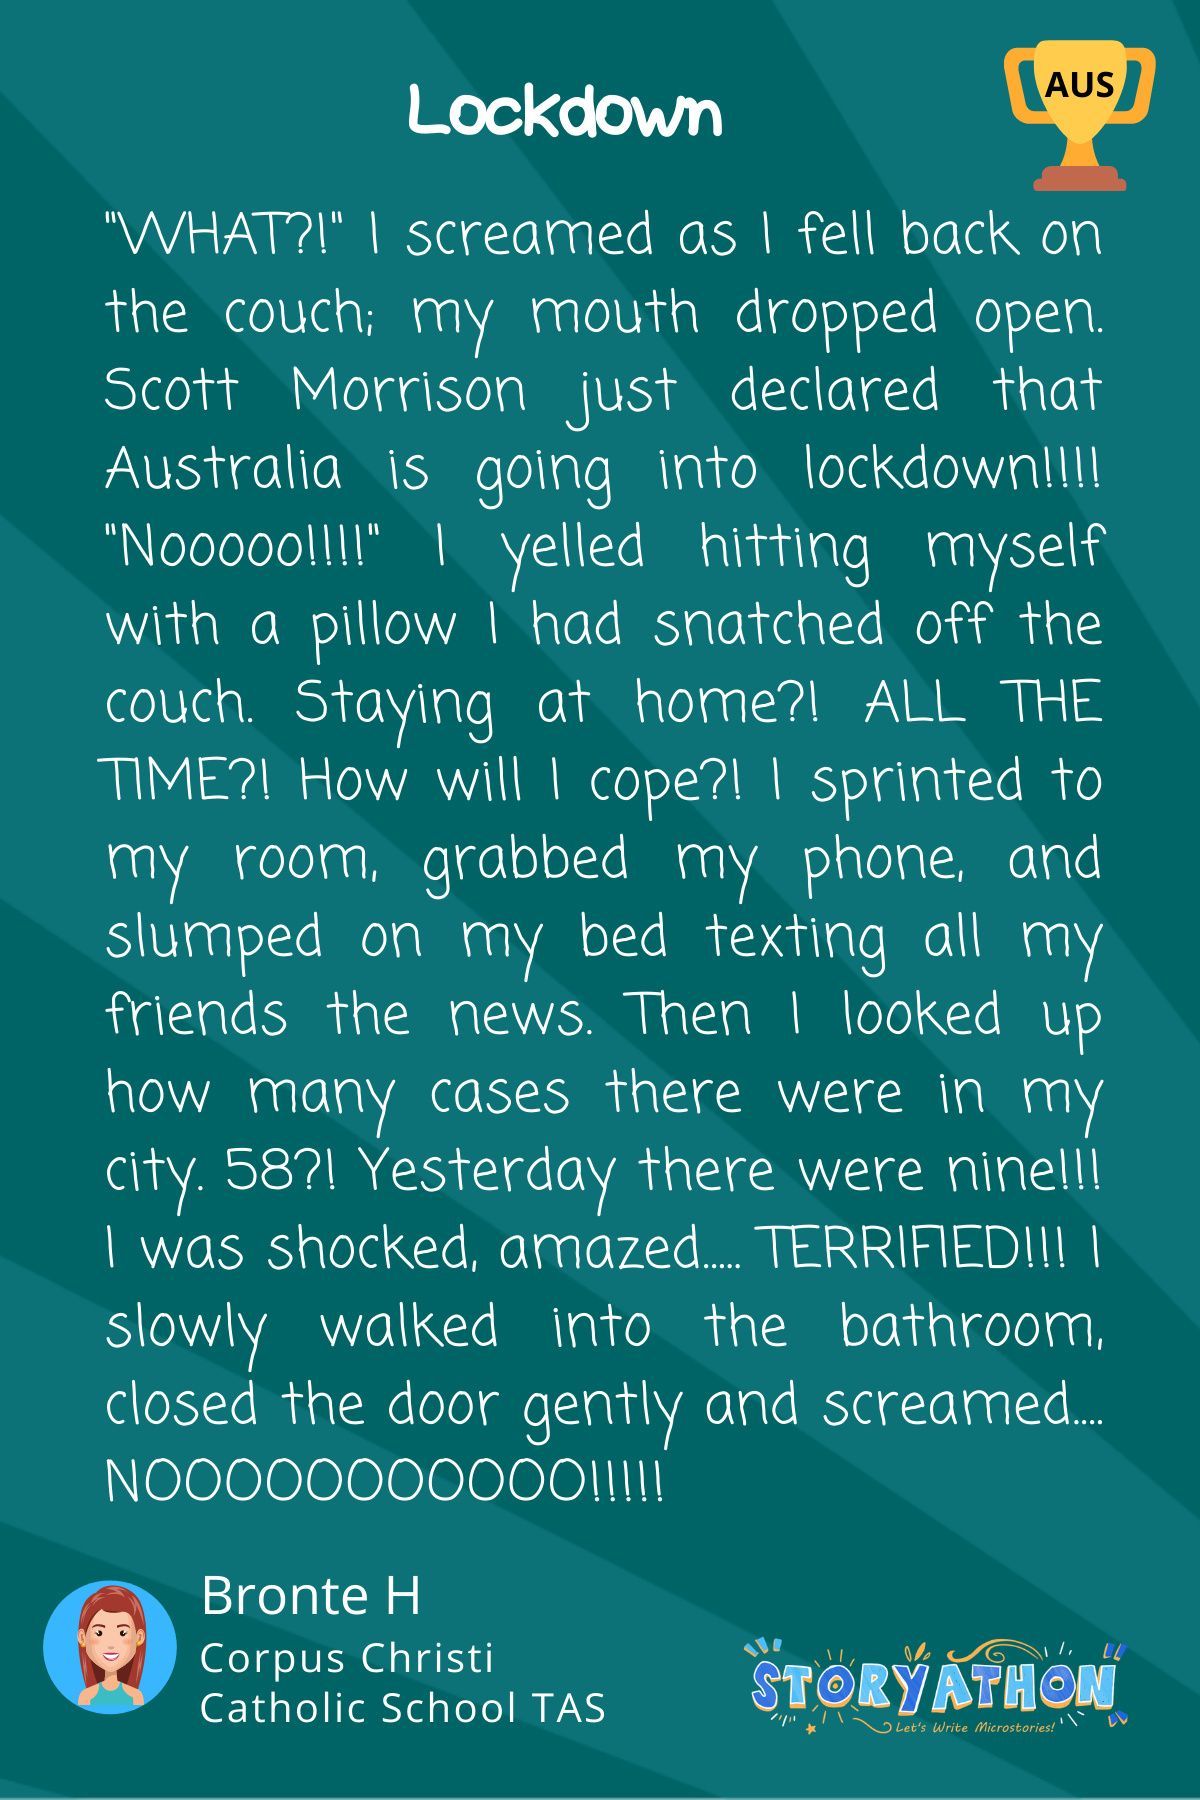 AUS
Lockdown
"WHAT?!" I screamed as I fell back on
the couch; my mouth dropped open.
Scott Morrison just declared that
Australia is going into lockdown!!!!
"Nooooo!!!!" I yelled hitting myself
with a pillow I had snatched off the
couch. Staying at home?! ALL THE
TIME?! How will I cope?! I sprinted to
my room, grabbed my phone, and
slumped on my bed texting all my
friends the news. Then I looked up
how many cases there were in my
city. 58?! Yesterday there were nine!!!
I was shocked, amazed..... TERRIFIED!!! I
slowly walked into the bathroom,
closed the door gently and screamed....
NOOOOOOOOOOO!!!!!
Bronte H
Corpus Christi
Catholic School TAS
STORYATHON
Let's Write Microstories!